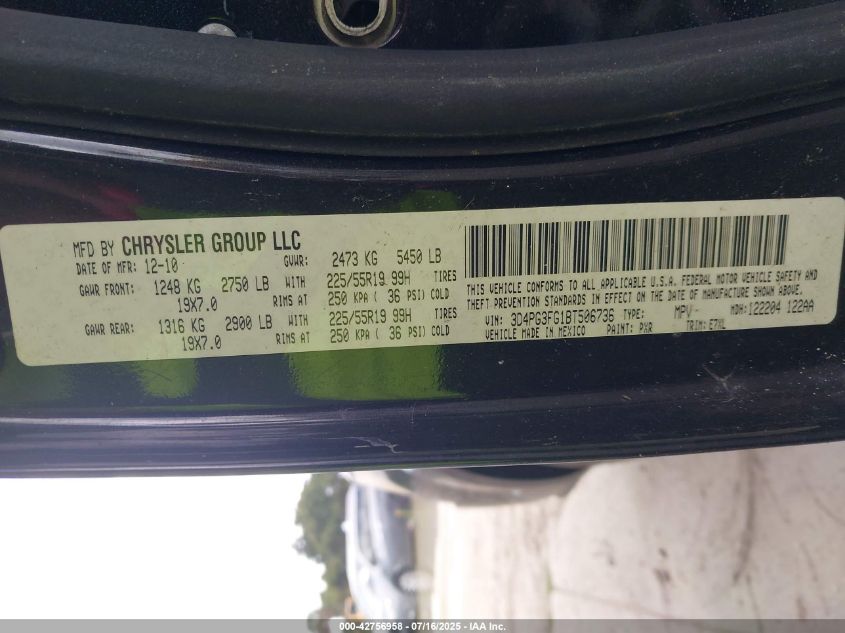 MFD BY CHRYSLER GROUP LLC
DATE OF MFR: 12-10 GVWR: 2473 KG 5450 LB
GAWR FRONT: 1248 KG 2750 LB WITH 225/55R19 99H TIRES
19X7.0 RIMS AT 250 KPA ( 36 PSI) COLD
GAWR REAR: 1316 KG 2900 LB WITH 225/55R19 99H TIRES
19X7.0 RIMS AT 250 KPA ( 36 PSI) COLD
THIS VEHICLE CONFORMS TO ALL APPLICABLE U.S.A. FEDERAL MOTOR VEHICLE SAFETY AND
THEFT PREVENTION STANDARDS IN EFFECT ON THE DATE OF MANUFACTURE SHOWN ABOVE.
VIN: 3D4PG3FG1BT506736 TYPE: MPV MDH: 122204 122AA
VEHICLE MADE IN MEXICO PAINT: PXR TRIM: E7XL
000-42756958 - 07/16/2025 - IAA Inc.